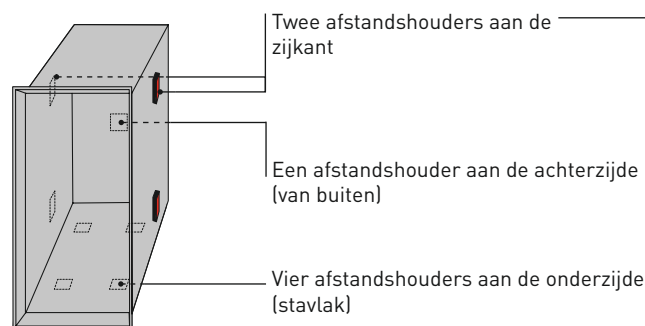 Twee afstandshouders aan de
zijkant
Een afstandshouder aan de achterzijde
(van buiten)
Vier afstandshouders aan de onderzijde
(stavlak)